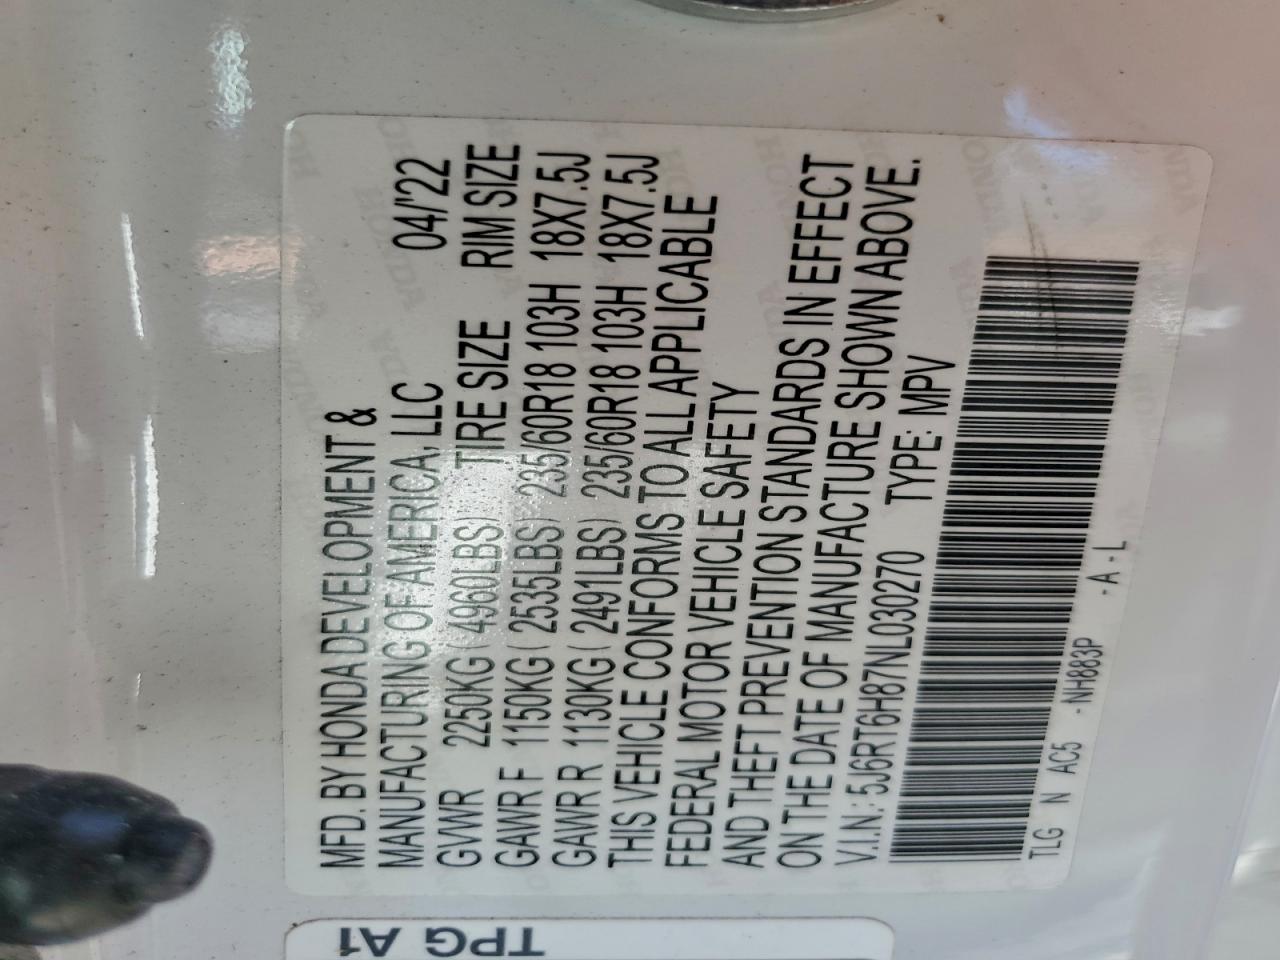 MFD. BY HONDA DEVELOPMENT &
MANUFACTURING OF AMERICA, LLC 04/'22
GVWR 2250KG ( 4960LBS) TIRE SIZE RIM SIZE
GAWR F 1150KG ( 2535LBS) 235/60R18 103H 18X7.5J
GAWR R 1130KG ( 2491LBS) 235/60R18 103H 18X7.5J
THIS VEHICLE CONFORMS TO ALL APPLICABLE
FEDERAL MOTOR VEHICLE SAFETY
AND THEFT PREVENTION STANDARDS IN EFFECT
ON THE DATE OF MANUFACTURE SHOWN ABOVE.
V.I.N.: 5J6RT6H87NL030270 TYPE: MPV
TLG N AC5 -NH883P -A-L
TPG A1